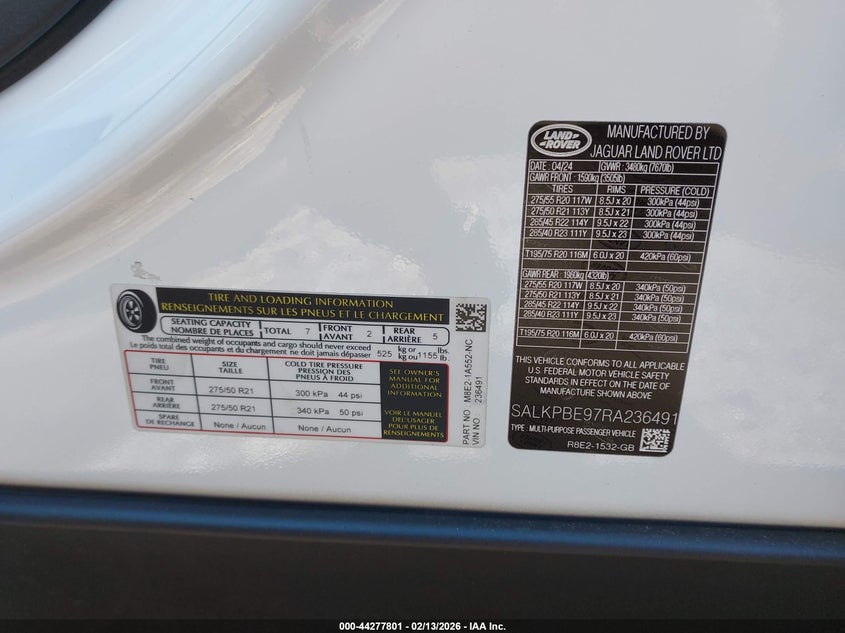 LAND
ROVER
MANUFACTURED BY
JAGUAR LAND ROVER LTD
DATE : 04/24 GVWR : 3480kg (7670lb)
GAWR FRONT : 1590kg (3505lb)
TIRES RIMS PRESSURE (COLD)
275/55 R20 117W 8.5J x 20 300kPa (44psi)
275/50 R21 113Y 8.5J x 21 300kPa (44psi)
285/45 R22 114Y 9.5J x 22 300kPa (44psi)
285/40 R23 111Y 9.5J x 23 300kPa (44psi)
T195/75 R20 116M 6.0J x 20 420kPa (60psi)
GAWR REAR : 1960kg (4320lb)
275/55 R20 117W 8.5J x 20 340kPa (50psi)
275/50 R21 113Y 8.5J x 21 340kPa (50psi)
285/45 R22 114Y 9.5J x 22 340kPa (50psi)
285/40 R23 111Y 9.5J x 23 340kPa (50psi)
T195/75 R20 116M 6.0J x 20 420kPa (60psi)
THIS VEHICLE CONFORMS TO ALL APPLICABLE
U.S. FEDERAL MOTOR VEHICLE SAFETY
STANDARDS IN EFFECT ON THE DATE OF
MANUFACTURE SHOWN ABOVE
SALKPBE97RA236491
TYPE : MULTI-PURPOSE PASSENGER VEHICLE
R8E2-1532-GB
TIRE AND LOADING INFORMATION
RENSEIGNEMENTS SUR LES PNEUS ET LE CHARGEMENT
SEATING CAPACITY
NOMBRE DE PLACES
TOTAL 7
FRONT
AVANT 2
REAR
ARRIÈRE 5
The combined weight of occupants and cargo should never exceed
Le poids total des occupants et du chargement ne doit jamais dépasser
525 kg or 1155 lbs.
kg ou lb.
TIRE
PNEU
SIZE
TAILLE
COLD TIRE PRESSURE
PRESSION DES
PNEUS À FROID
FRONT
AVANT
275/50 R21 300 kPa 44 psi
REAR
ARRIÈRE
275/50 R21 340 kPa 50 psi
SPARE
DE RECHANGE
None / Aucun None / Aucun
SEE OWNER'S
MANUAL FOR
ADDITIONAL
INFORMATION
VOIR LE MANUEL
DE L'USAGER
POUR PLUS DE
RENSEIGNEMENTS
PART NO M8E2-1A552-NC
VIN NO 236491
000-44277801 - 02/13/2026 - IAA Inc.